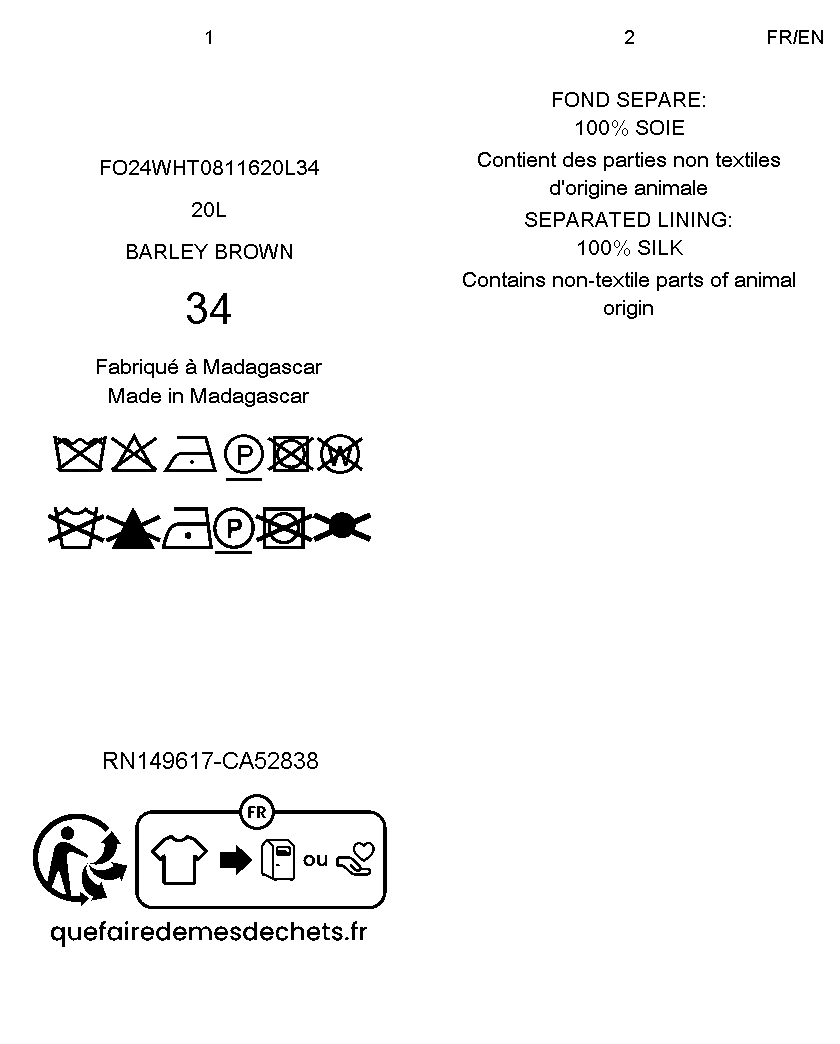 1
FO24WHT0811620L34
20L
BARLEY BROWN
34
Fabriqué à Madagascar
Made in Madagascar
P
W
P
RN149617-CA52838
FR
ou
quefairedemesdechets.fr
2
FR/EN
FOND SEPARE:
100% SOIE
Contient des parties non textiles
d'origine animale
SEPARATED LINING:
100% SILK
Contains non-textile parts of animal
origin